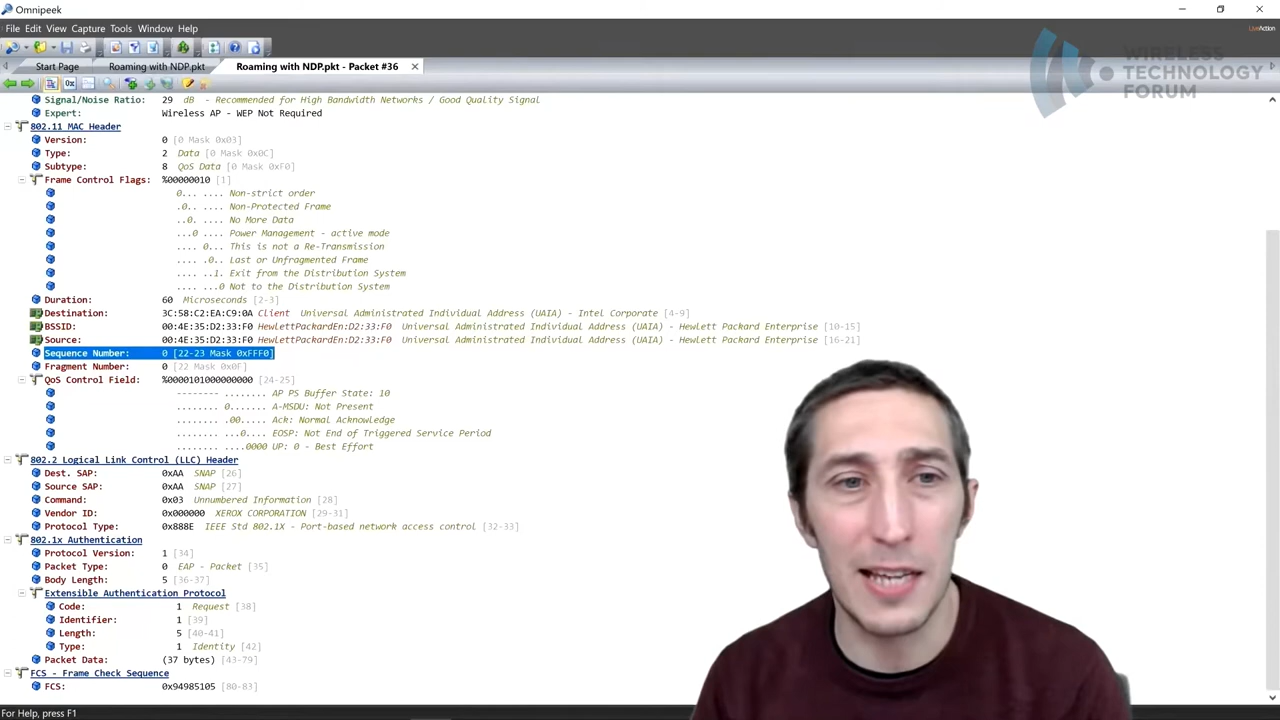 Omnipeek
File Edit View Capture Tools Window Help
LiveAction
Start Page Roaming with NDP.pkt Roaming with NDP.pkt - Packet #36
WIRELESS
TECHNOLOGY
FORUM
Signal/Noise Ratio: 29 dB - Recommended for High Bandwidth Networks / Good Quality Signal
Expert: Wireless AP - WEP Not Required
802.11 MAC Header
Version: 0 [0 Mask 0x03]
Type: 2 Data [0 Mask 0x0C]
Subtype: 8 QoS Data [0 Mask 0xF0]
Frame Control Flags: %00000010 [1]
0... .... Non-strict order
.0.. .... Non-Protected Frame
..0. .... No More Data
...0 .... Power Management - active mode
.... 0... This is not a Re-Transmission
.... .0.. Last or Unfragmented Frame
.... ..1. Exit from the Distribution System
.... ...0 Not to the Distribution System
Duration: 60 Microseconds [2-3]
Destination: 3C:58:C2:EA:C9:0A Client Universal Administrated Individual Address (UAIA) - Intel Corporate [4-9]
BSSID: 00:4E:35:D2:33:F0 HewlettPackardEn:D2:33:F0 Universal Administrated Individual Address (UAIA) - Hewlett Packard Enterprise [10-15]
Source: 00:4E:35:D2:33:F0 HewlettPackardEn:D2:33:F0 Universal Administrated Individual Address (UAIA) - Hewlett Packard Enterprise [16-21]
Sequence Number: 0 [22-23 Mask 0xFFF0]
Fragment Number: 0 [22 Mask 0x0F]
QoS Control Field: %0000101000000000 [24-25]
-------- ........ AP PS Buffer State: 10
........ 0....... A-MSDU: Not Present
........ .00..... Ack: Normal Acknowledge
........ ...0.... EOSP: Not End of Triggered Service Period
........ ....0000 UP: 0 - Best Effort
802.2 Logical Link Control (LLC) Header
Dest. SAP: 0xAA SNAP [26]
Source SAP: 0xAA SNAP [27]
Command: 0x03 Unnumbered Information [28]
Vendor ID: 0x000000 XEROX CORPORATION [29-31]
Protocol Type: 0x888E IEEE Std 802.1X - Port-based network access control [32-33]
802.1x Authentication
Protocol Version: 1 [34]
Packet Type: 0 EAP - Packet [35]
Body Length: 5 [36-37]
Extensible Authentication Protocol
Code: 1 Request [38]
Identifier: 1 [39]
Length: 5 [40-41]
Type: 1 Identity [42]
Packet Data: (37 bytes) [43-79]
FCS - Frame Check Sequence
FCS: 0x94985105 [80-83]
For Help, press F1